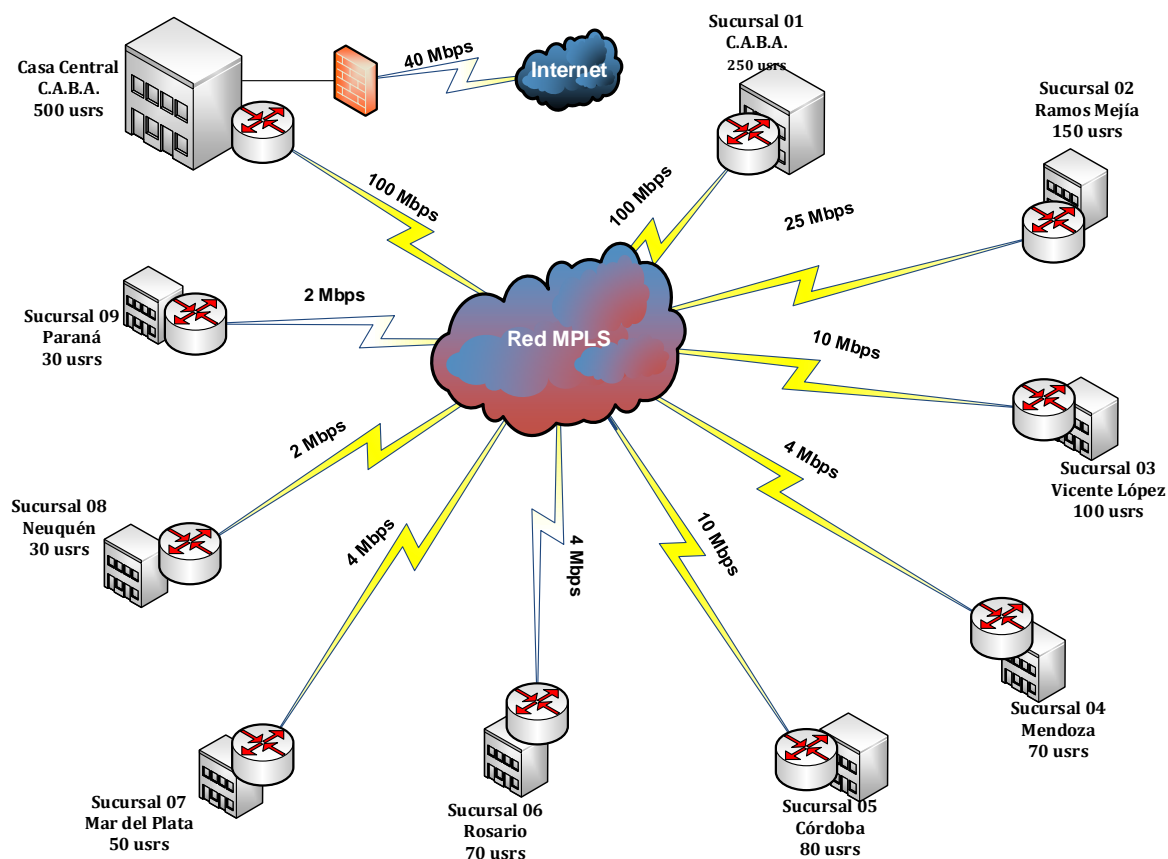 Casa Central
C.A.B.A.
500 usrs
40 Mbps
Internet
Sucursal 01
C.A.B.A.
250 usrs
Sucursal 02
Ramos Mejía
150 usrs
100 Mbps
100 Mbps
25 Mbps
Sucursal 09
Paraná
30 usrs
2 Mbps
Red MPLS
10 Mbps
Sucursal 03
Vicente López
100 usrs
Sucursal 08
Neuquén
30 usrs
2 Mbps
4 Mbps
4 Mbps
10 Mbps
4 Mbps
Sucursal 04
Mendoza
70 usrs
Sucursal 07
Mar del Plata
50 usrs
Sucursal 06
Rosario
70 usrs
Sucursal 05
Córdoba
80 usrs